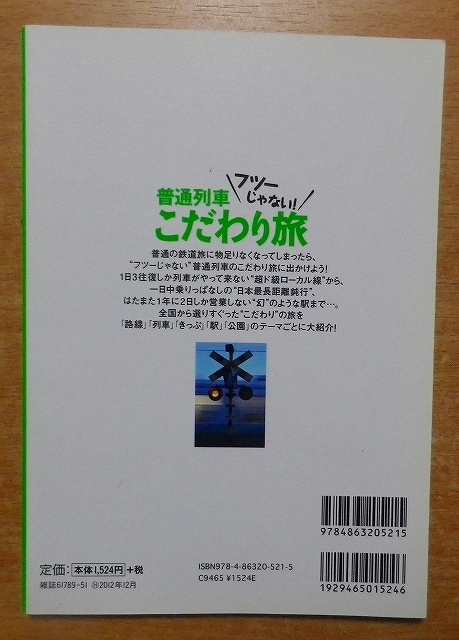 フツー
じゃない!
普通列車
こだわり旅
普通の鉄道旅に物足りなくなってしまったら、
“フツーじゃない”普通列車のこだわり旅に出かけよう!
1日3往復しか列車がやって来ない“超ド級ローカル線”から、
一日中乗りっぱなしの“日本最長距離鈍行”、
はたまた1年に2日しか営業しない“幻”のような駅まで…。
全国から選りすぐった“こだわり”の旅を
「路線」「列車」「きっぷ」「駅」「公園」のテーマごとに大紹介!
9784863205215
ISBN978-4-86320-521-5
C9465 ¥1524E
1929465015246
定価:本体1,524円+税
雑誌61789-51 Ⓗ2012年12月